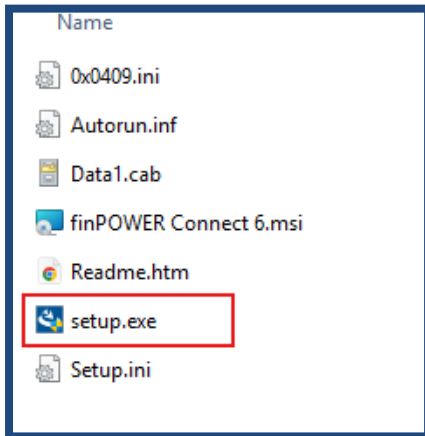 Name
0x0409.ini
Autorun.inf
Data1.cab
finPOWER Connect 6.msi
Readme.htm
setup.exe
Setup.ini